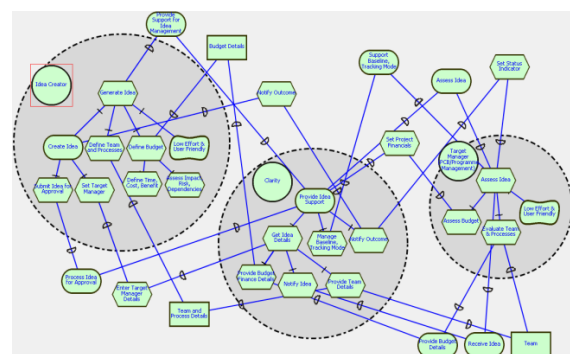 Provide
Support for
Idea
Management
Budget Details
Support
Baseline,
Tracking Mode
Set Status
Indicator
Assess Idea
Idea Creator
Generate Idea
Notify Outcome
Create Idea
Define Team
and Processes
Define Budget
Low Effort &
User Friendly
Set Project
Financials
Target
Manager
PCB/Programme
Management)
Submit Idea for
Approval
Set Target
Manager
Define Time,
Cost, Benefit
Assess Impact,
Risk,
Dependencies
Clarity
Provide Idea
Support
Assess Idea
Low Effort &
User Friendly
Assess Budget
Evaluate Team
& Processes
Get Idea
Details
Manage
Baseline,
Tracking Mode
Notify Outcome
Process Idea
for Approval
Enter Target
Manager
Details
Provide Budget
Finance Details
Notify Idea
Provide Team
Details
Team and
Process Details
Provide Budget
Details
Receive Idea
Team